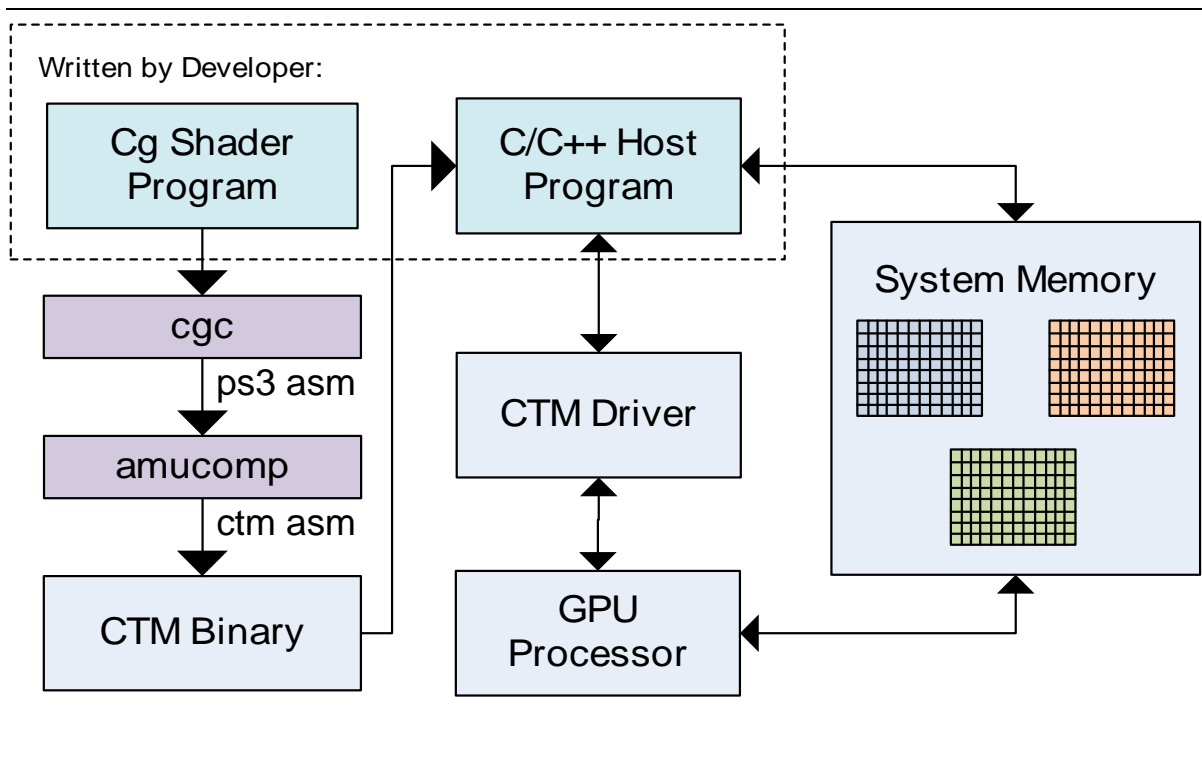 Written by Developer:
Cg Shader
Program
C/C++ Host
Program
cgc
ps3 asm
amucomp
ctm asm
CTM Binary
CTM Driver
GPU
Processor
System Memory